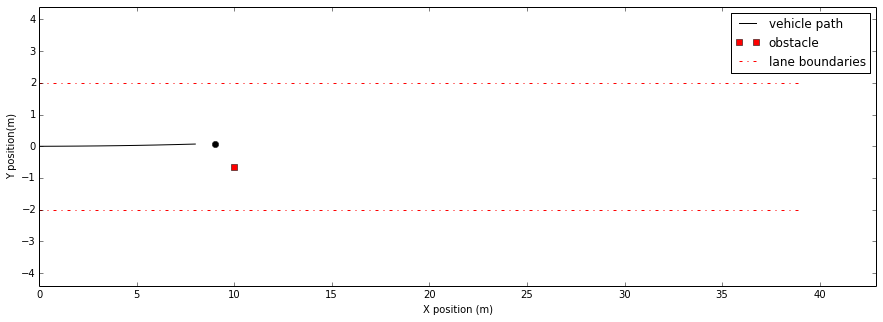 4
3
2
1
0
−1
−2
−3
−4
Y position(m)
0 5 10 15 20 25 30 35 40
X position (m)
vehicle path
obstacle
lane boundaries